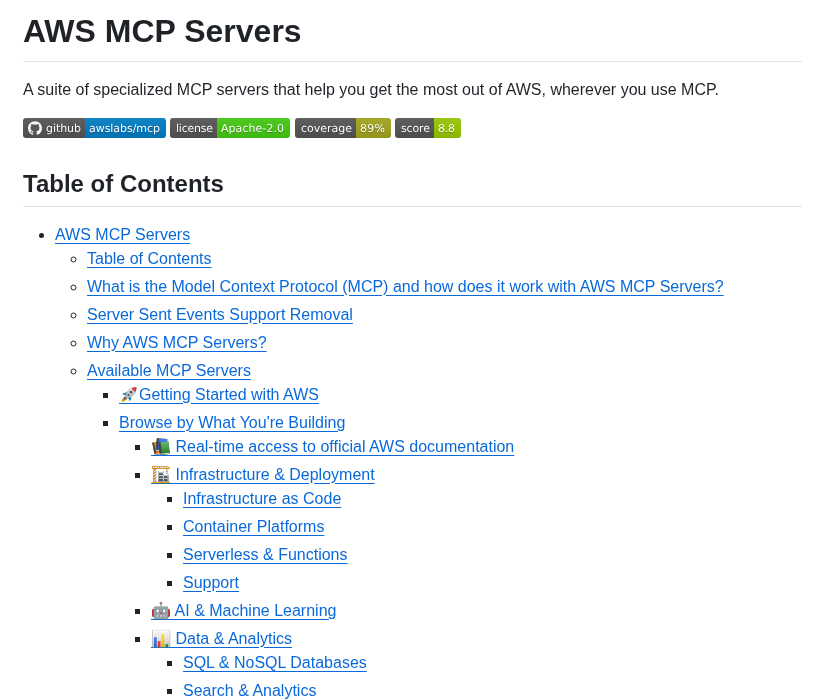 AWS MCP Servers
A suite of specialized MCP servers that help you get the most out of AWS, wherever you use MCP.
github awslabs/mcp license Apache-2.0 coverage 89% score 8.8
Table of Contents
AWS MCP Servers
Table of Contents
What is the Model Context Protocol (MCP) and how does it work with AWS MCP Servers?
Server Sent Events Support Removal
Why AWS MCP Servers?
Available MCP Servers
🚀Getting Started with AWS
Browse by What You're Building
📚 Real-time access to official AWS documentation
🏗️ Infrastructure & Deployment
Infrastructure as Code
Container Platforms
Serverless & Functions
Support
🤖 AI & Machine Learning
📊 Data & Analytics
SQL & NoSQL Databases
Search & Analytics